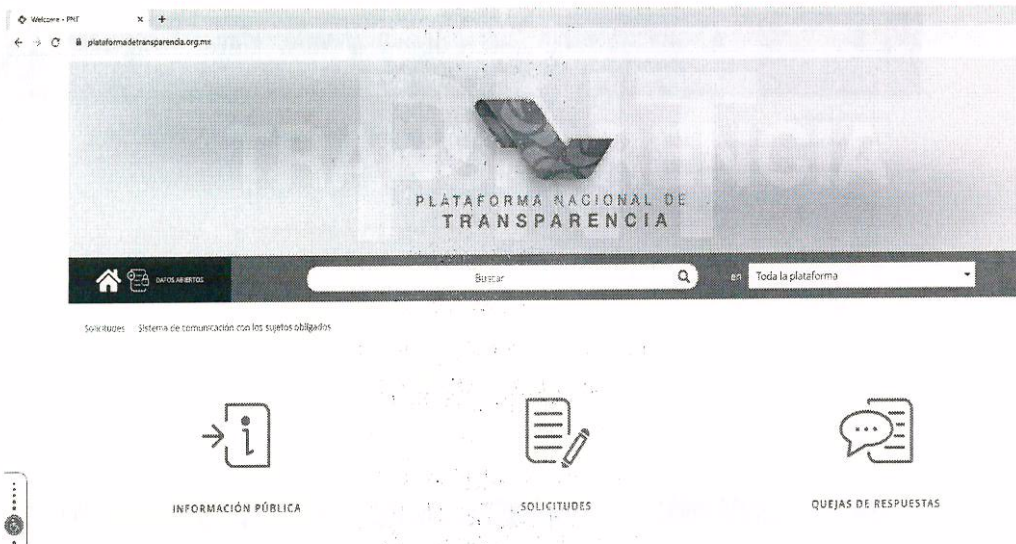 Welcome - PNT
plataformadetransparencia.org.mx
PLATAFORMA NACIONAL DE
TRANSPARENCIA
DATOS ABIERTOS
Buscar
en
Toda la plataforma
Solicitudes
Sistema de comunicación con los sujetos obligados
INFORMACIÓN PÚBLICA
SOLICITUDES
QUEJAS DE RESPUESTAS